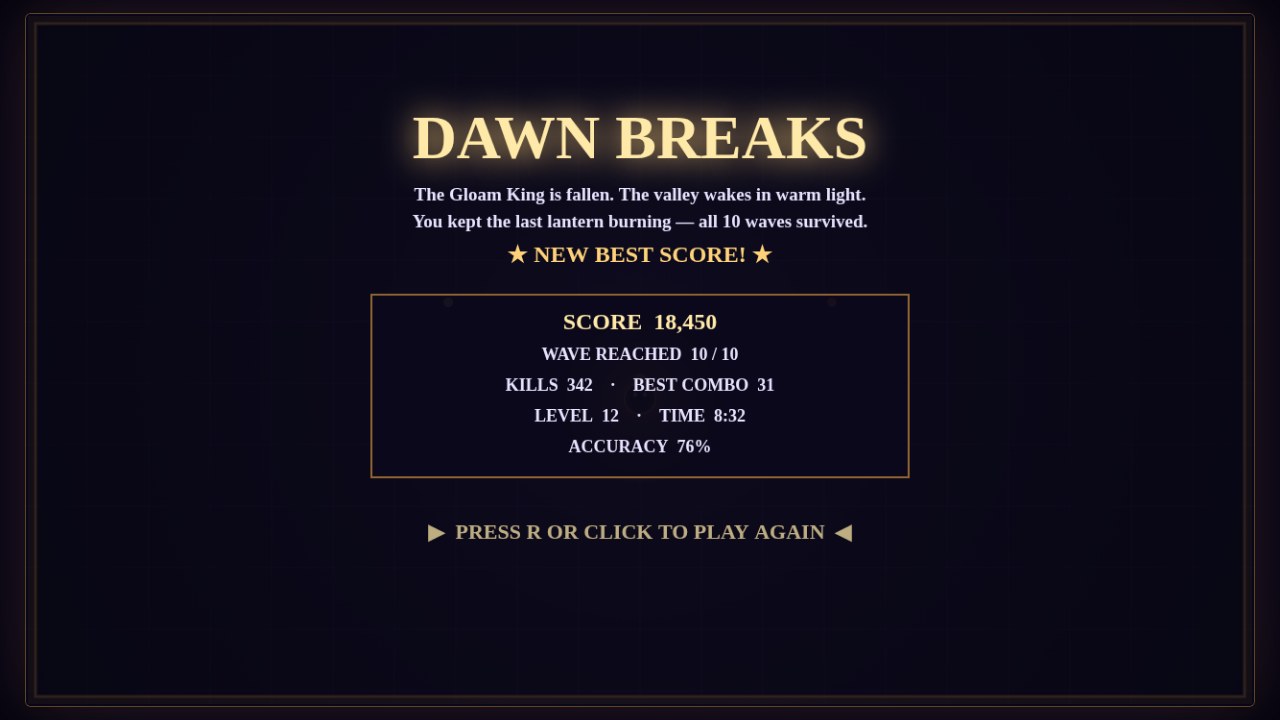 DAWN BREAKS
The Gloam King is fallen. The valley wakes in warm light.
You kept the last lantern burning — all 10 waves survived.
★ NEW BEST SCORE! ★
SCORE 18,450
WAVE REACHED 10 / 10
KILLS 342 · BEST COMBO 31
LEVEL 12 · TIME 8:32
ACCURACY 76%
▶ PRESS R OR CLICK TO PLAY AGAIN ◀